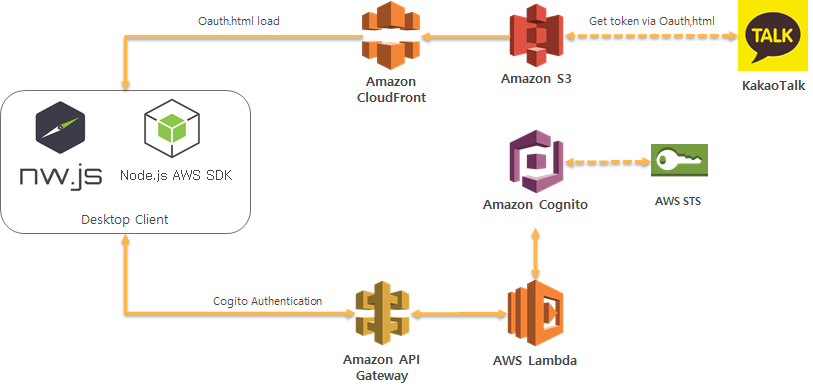 Oauth.html load
Get token via Oauth,html
TALK
Amazon
CloudFront
Amazon S3
KakaoTalk
nw.js
Node.js AWS SDK
Desktop Client
Amazon Cognito
AWS STS
Cogito Authentication
Amazon API
Gateway
AWS Lambda